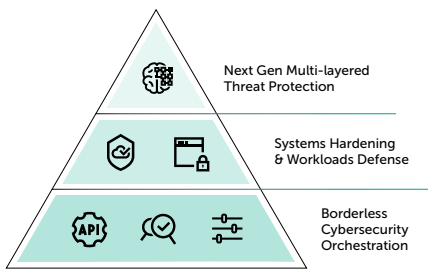 Next Gen Multi-layered
Threat Protection
Systems Hardening
& Workloads Defense
API
Borderless
Cybersecurity
Orchestration